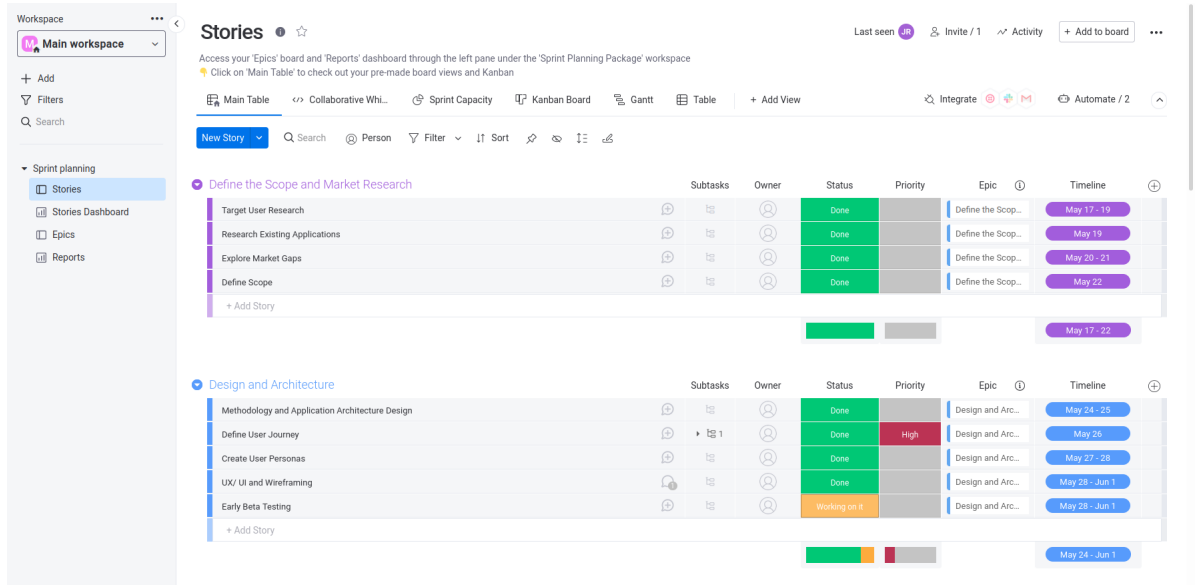 Workspace
M Main workspace
Add
Filters
Search
Sprint planning
Stories
Stories Dashboard
Epics
Reports
Stories
Last seen JR Invite / 1 Activity + Add to board
Access your 'Epics' board and 'Reports' dashboard through the left pane under the 'Sprint Planning Package' workspace
👇 Click on 'Main Table' to check out your pre-made board views and Kanban
Main Table Collaborative Whi... Sprint Capacity Kanban Board Gantt Table + Add View Integrate Automate / 2
New Story Search Person Filter Sort
Define the Scope and Market Research
Subtasks Owner Status Priority Epic Timeline
Target User Research Done Define the Scop... May 17 - 19
Research Existing Applications Done Define the Scop... May 19
Explore Market Gaps Done Define the Scop... May 20 - 21
Define Scope Done Define the Scop... May 22
+ Add Story
May 17 - 22
Design and Architecture
Subtasks Owner Status Priority Epic Timeline
Methodology and Application Architecture Design Done Design and Arc... May 24 - 25
Define User Journey 1 Done High Design and Arc... May 26
Create User Personas Done Design and Arc... May 27 - 28
UX/ UI and Wireframing 1 Done Design and Arc... May 28 - Jun 1
Early Beta Testing Working on it Design and Arc... May 28 - Jun 1
+ Add Story
May 24 - Jun 1